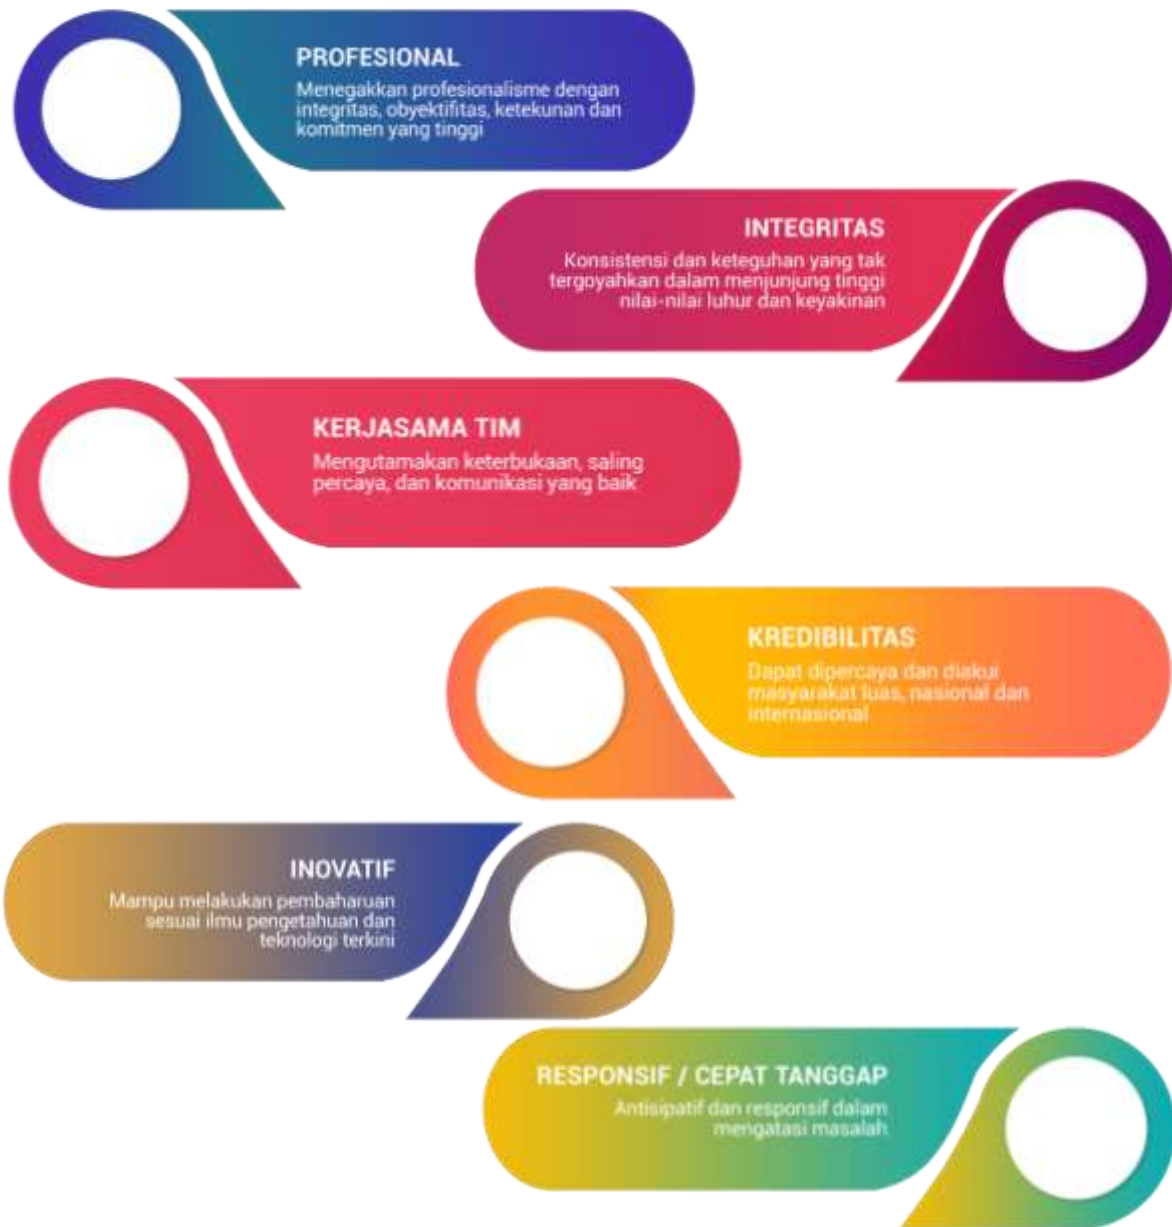 PROFESIONAL
Menegakkan profesionalisme dengan
integritas, obyektifitas, ketekunan dan
komitmen yang tinggi
INTEGRITAS
Konsistensi dan keteguhan yang tak
tergoyahkan dalam menjunjung tinggi
nilai-nilai luhur dan keyakinan
KERJASAMA TIM
Mengutamakan keterbukaan, saling
percaya, dan komunikasi yang baik
KREDIBILITAS
Dapat dipercaya dan diakui
masyarakat luas, nasional dan
internasional
INOVATIF
Mampu melakukan pembaharuan
sesuai ilmu pengetahuan dan
teknologi terkini
RESPONSIF / CEPAT TANGGAP
Antisipatif dan responsif dalam
mengatasi masalah